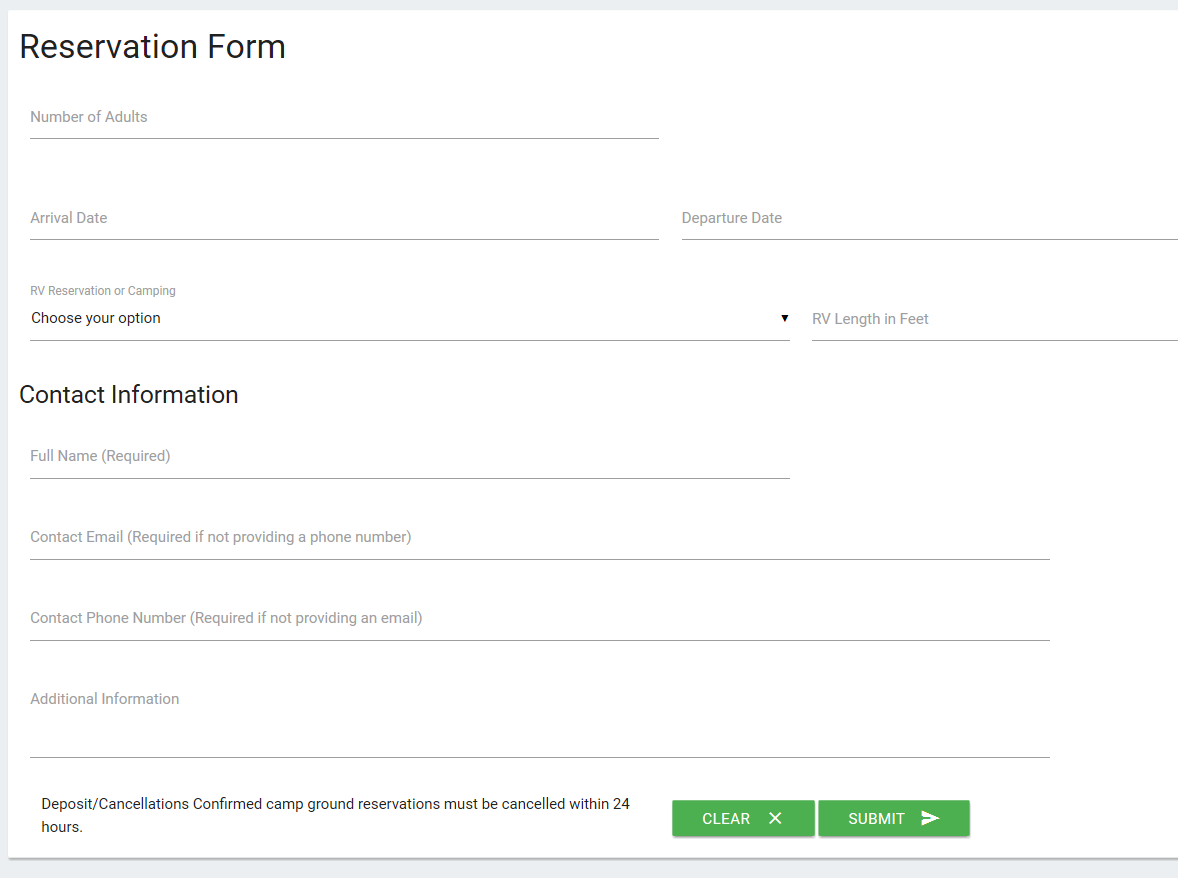 Reservation Form
Number of Adults
Arrival Date
Departure Date
RV Reservation or Camping
Choose your option
RV Length in Feet
Contact Information
Full Name (Required)
Contact Email (Required if not providing a phone number)
Contact Phone Number (Required if not providing an email)
Additional Information
Deposit/Cancellations Confirmed camp ground reservations must be cancelled within 24
hours.
CLEAR
SUBMIT